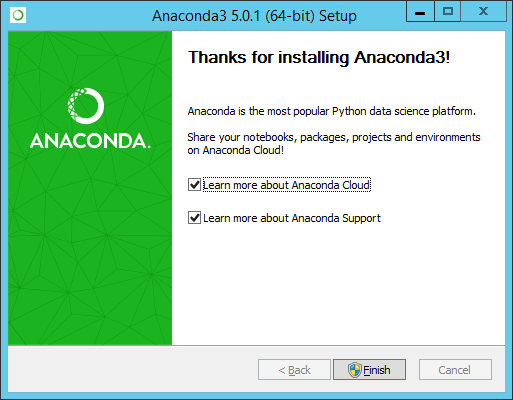 Anaconda3 5.0.1 (64-bit) Setup
ANACONDA.
Thanks for installing Anaconda3!
Anaconda is the most popular Python data science platform.
Share your notebooks, packages, projects and environments
on Anaconda Cloud!
Learn more about Anaconda Cloud
Learn more about Anaconda Support
< Back
Finish
Cancel